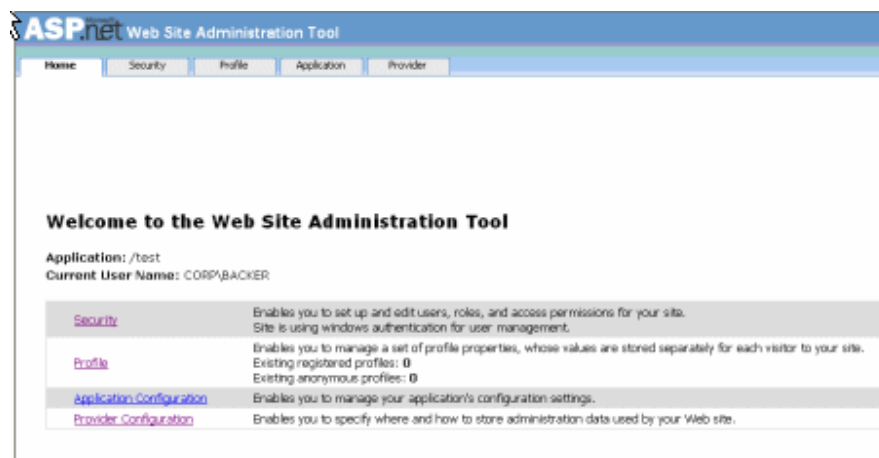 Microsoft
ASP.net Web Site Administration Tool
Home Security Profile Application Provider
Welcome to the Web Site Administration Tool
Application: /test
Current User Name: CORP\BACKER
Security Enables you to set up and edit users, roles, and access permissions for your site.
Site is using windows authentication for user management.
Profile Enables you to manage a set of profile properties, whose values are stored separately for each visitor to your site.
Existing registered profiles: 0
Existing anonymous profiles: 0
Application Configuration Enables you to manage your application's configuration settings.
Provider Configuration Enables you to specify where and how to store administration data used by your Web site.